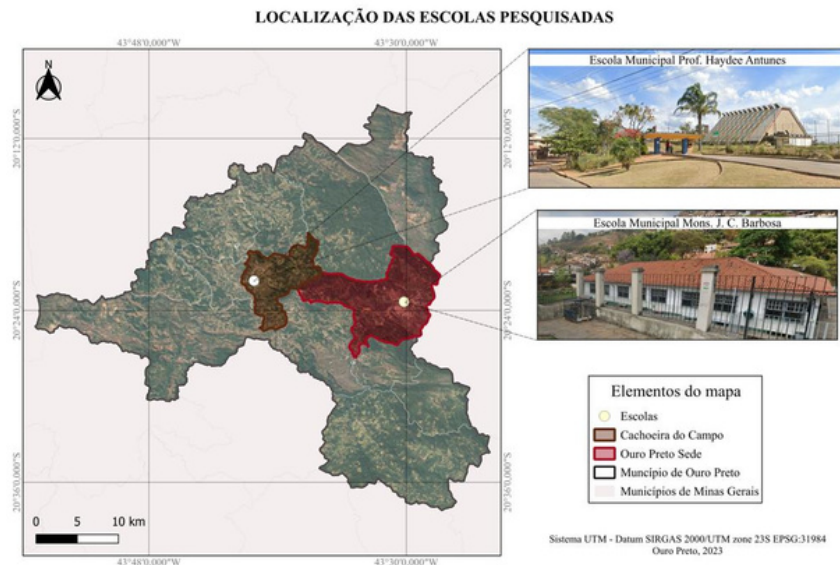 LOCALIZAÇÃO DAS ESCOLAS PESQUISADAS
43°48'0,000"W
43°30'0,000"W
N
20°12'0,000"S
20°12'0,000"S
Escola Municipal Prof. Haydee Antunes
Escola Municipal Mons. J. C. Barbosa
20°24'0,000"S
20°24'0,000"S
Elementos do mapa
Escolas
Cachoeira do Campo
Ouro Preto Sede
Muncípio de Ouro Preto
Municípios de Minas Gerais
20°36'0,000"S
20°36'0,000"S
0 5 10 km
43°48'0,000"W
43°30'0,000"W
Sistema UTM - Datum SIRGAS 2000/UTM zone 23S EPSG:31984
Ouro Preto, 2023